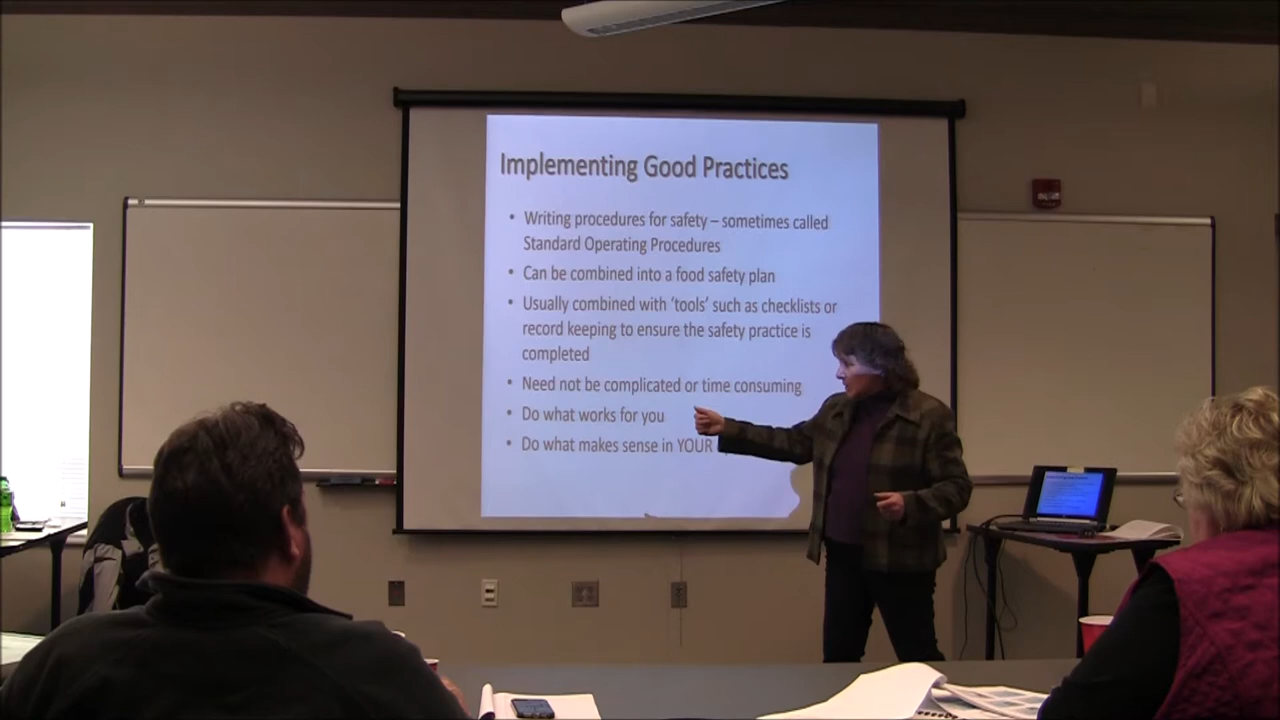 Implementing Good Practices
• Writing procedures for safety – sometimes called
Standard Operating Procedures
• Can be combined into a food safety plan
• Usually combined with 'tools' such as checklists or
record keeping to ensure the safety practice is
completed
• Need not be complicated or time consuming
• Do what works for you
• Do what makes sense in YOUR